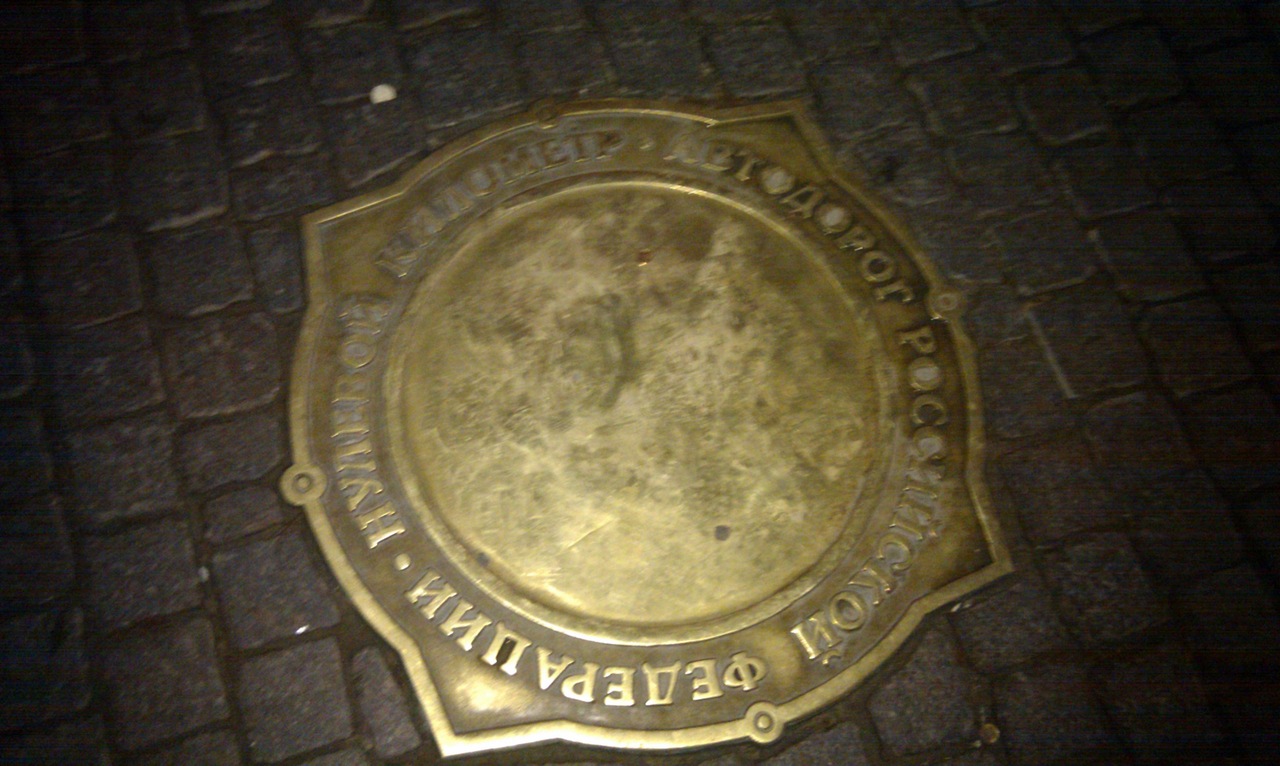 НУЛЕВОЙ КИЛОМЕТР · АВТОДОРОГ РОССИЙСКОЙ ФЕДЕРАЦИИ ·